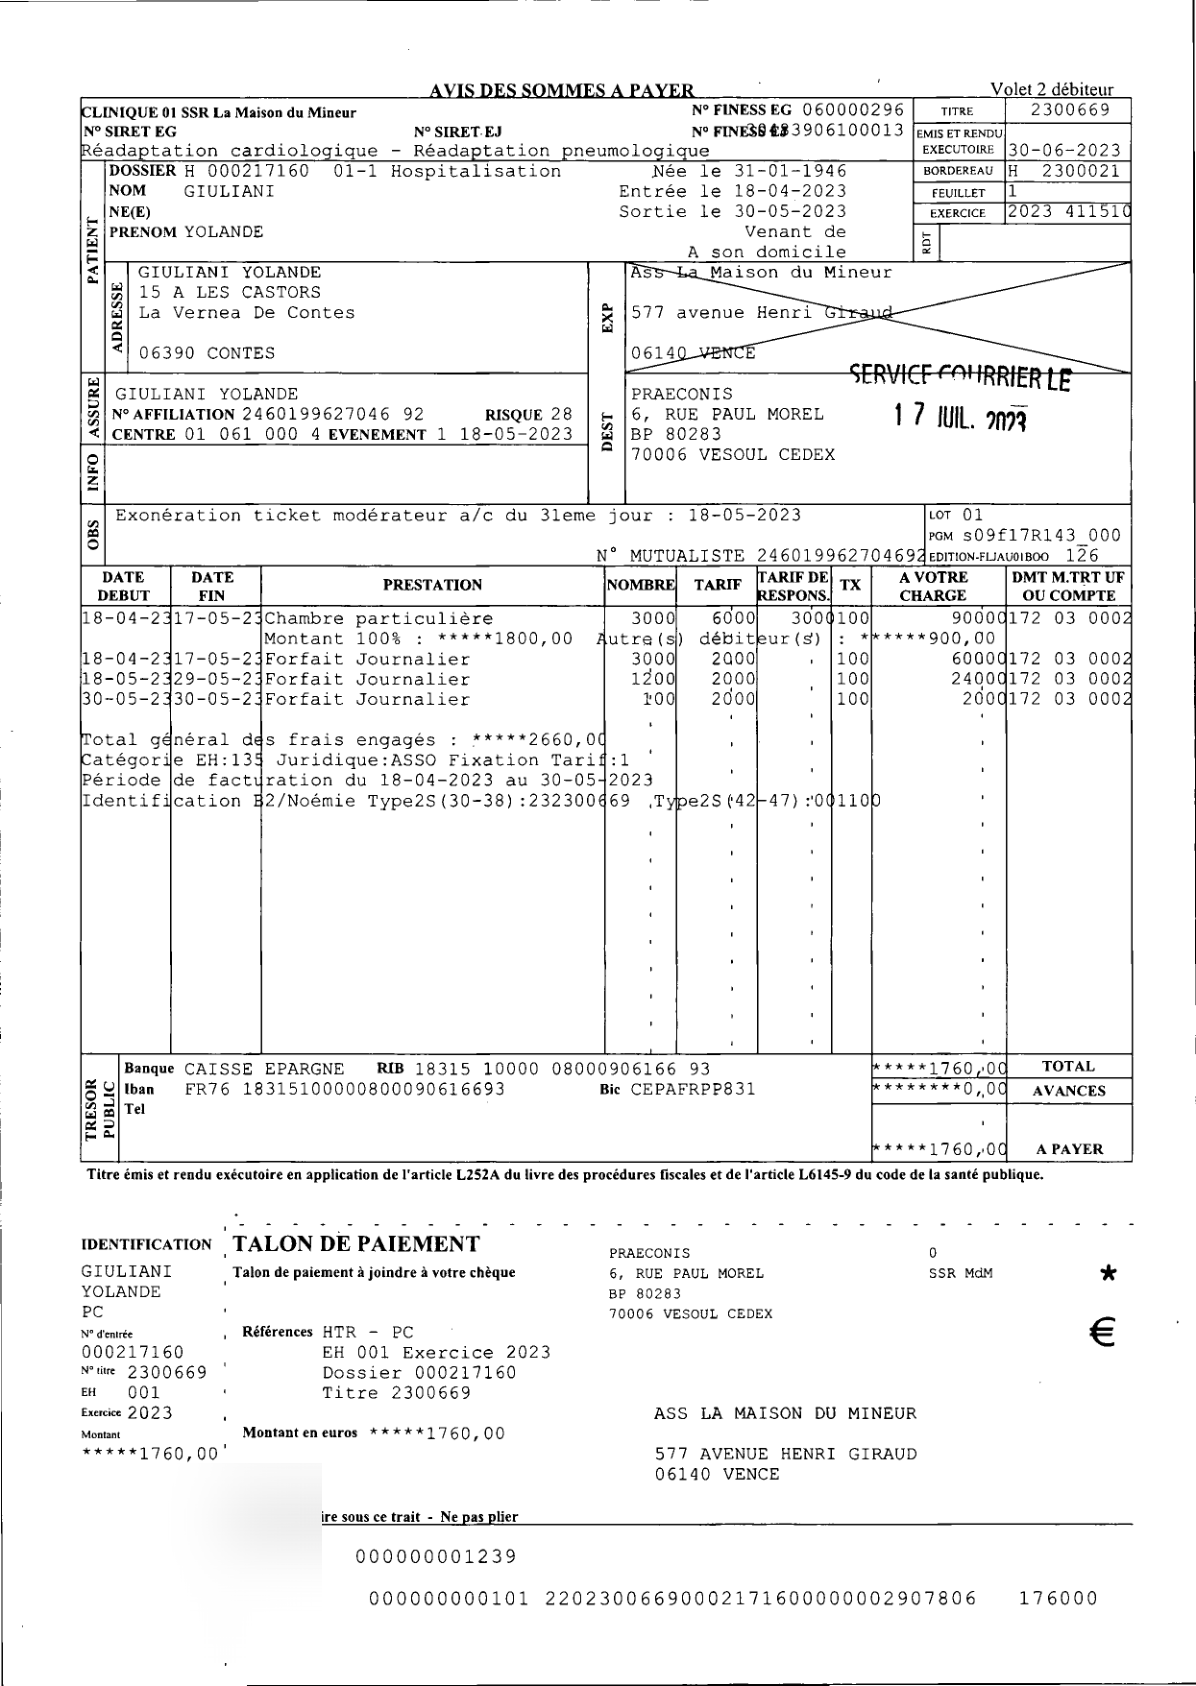 AVIS DES SOMMES A PAYER
Volet 2 débiteur
CLINIQUE 01 SSR La Maison du Mineur N° FINESS EG 060000296
N° SIRET EG N° SIRET EJ N° FINESS 3906100013
Réadaptation cardiologique - Réadaptation pneumologique
TITRE 2300669
EMIS ET RENDU EXECUTOIRE 30-06-2023
BORDEREAU H 2300021
FEUILLET 1
EXERCICE 2023 411510
RDT
PATIENT
DOSSIER H 000217160 01-1 Hospitalisation Née le 31-01-1946
NOM GIULIANI Entrée le 18-04-2023
NE(E) Sortie le 30-05-2023
PRENOM YOLANDE Venant de
A son domicile
ADRESSE
GIULIANI YOLANDE
15 A LES CASTORS
La Vernea De Contes
06390 CONTES
EXP
Ass La Maison du Mineur
577 avenue Henri Giraud
06140 VENCE
SERVICE COURRIER LE
17 JUIL. 2023
ASSURE
GIULIANI YOLANDE
N° AFFILIATION 2460199627046 92 RISQUE 28
CENTRE 01 061 000 4 EVENEMENT 1 18-05-2023
DEST
PRAECONIS
6, RUE PAUL MOREL
BP 80283
70006 VESOUL CEDEX
INFO
OBS
Exonération ticket modérateur a/c du 31eme jour : 18-05-2023
N° MUTUALISTE 246019962704692
LOT 01
PGM s09f17R143_000
EDITION-FLJAU01BOO 126
DATE DEBUT DATE FIN PRESTATION NOMBRE TARIF TARIF DE RESPONS. TX A VOTRE CHARGE DMT M.TRT UF OU COMPTE
18-04-23 17-05-23 Chambre particulière 3000 6000 3000 100 90000 172 03 0002
Montant 100% : *****1800,00 Autre(s) débiteur(s) : ******900,00
18-04-23 17-05-23 Forfait Journalier 3000 2000 100 60000 172 03 0002
18-05-23 29-05-23 Forfait Journalier 1200 2000 100 24000 172 03 0002
30-05-23 30-05-23 Forfait Journalier 100 2000 100 2000 172 03 0002
Total général des frais engagés : *****2660,00
Catégorie EH:135 Juridique:ASSO Fixation Tarif:1
Période de facturation du 18-04-2023 au 30-05-2023
Identification B2/Noémie Type2S(30-38):232300669 ,Type2S(42-47):001100
TRESOR PUBLIC
Banque CAISSE EPARGNE RIB 18315 10000 08000906166 93
Iban FR76 18315100000800090616693 Bic CEPAFRPP831
Tel
*****1760,00 TOTAL
********0,00 AVANCES
*****1760,00 A PAYER
Titre émis et rendu exécutoire en application de l'article L252A du livre des procédures fiscales et de l'article L6145-9 du code de la santé publique.
IDENTIFICATION
GIULIANI
YOLANDE
PC
N° d'entrée
000217160
N° titre 2300669
EH 001
Exercice 2023
Montant
*****1760,00
TALON DE PAIEMENT
Talon de paiement à joindre à votre chèque
Références HTR - PC
EH 001 Exercice 2023
Dossier 000217160
Titre 2300669
Montant en euros *****1760,00
PRAECONIS
6, RUE PAUL MOREL
BP 80283
70006 VESOUL CEDEX
0
SSR MdM
*
€
ASS LA MAISON DU MINEUR
577 AVENUE HENRI GIRAUD
06140 VENCE
ire sous ce trait - Ne pas plier
000000001239
000000000101 22023006690002171600000002907806 176000